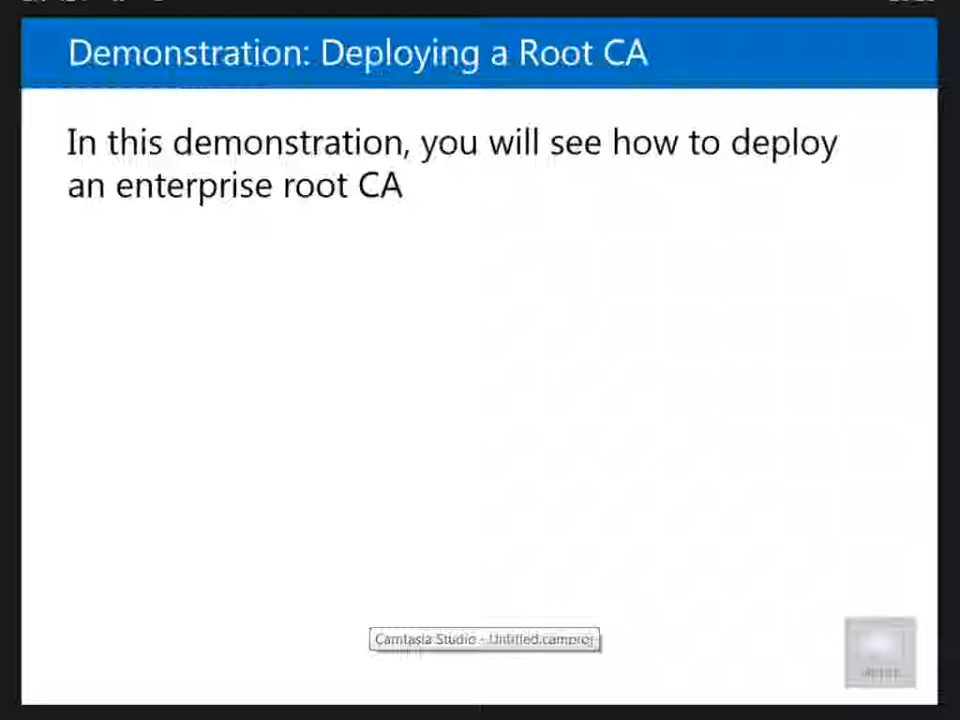 Demonstration: Deploying a Root CA
In this demonstration, you will see how to deploy
an enterprise root CA
Camtasia Studio - Untitled.camproj